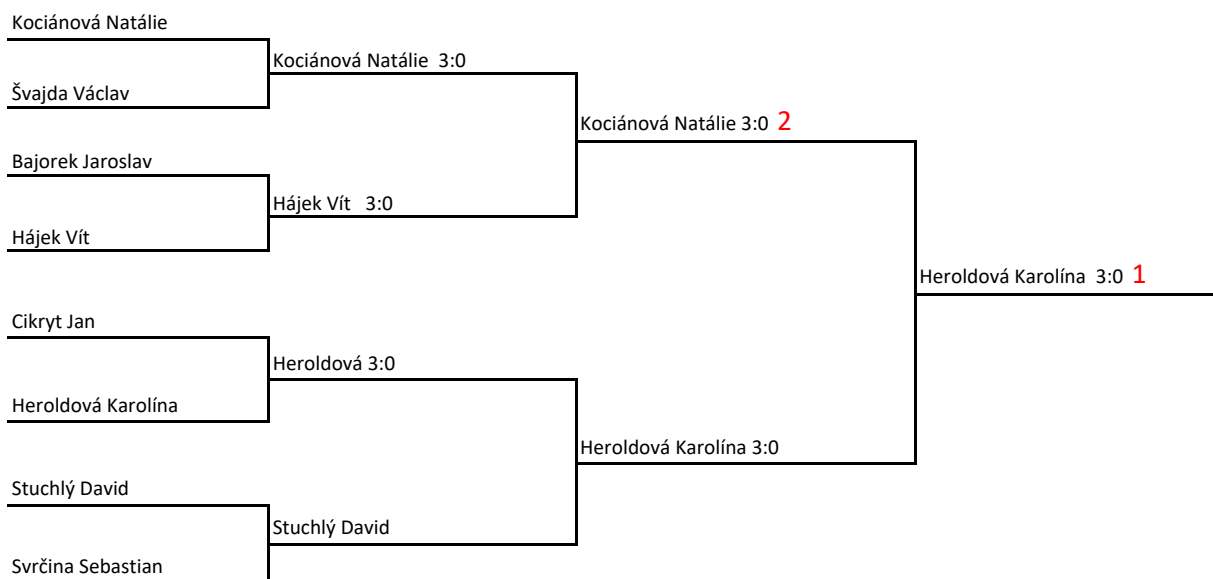 Kociánová Natálie
Kociánová Natálie 3:0
Švajda Václav
Kociánová Natálie 3:0 2
Bajorek Jaroslav
Hájek Vít 3:0
Hájek Vít
Heroldová Karolína 3:0 1
Cikryt Jan
Heroldová 3:0
Heroldová Karolína
Heroldová Karolína 3:0
Stuchlý David
Stuchlý David
Svrčina Sebastian